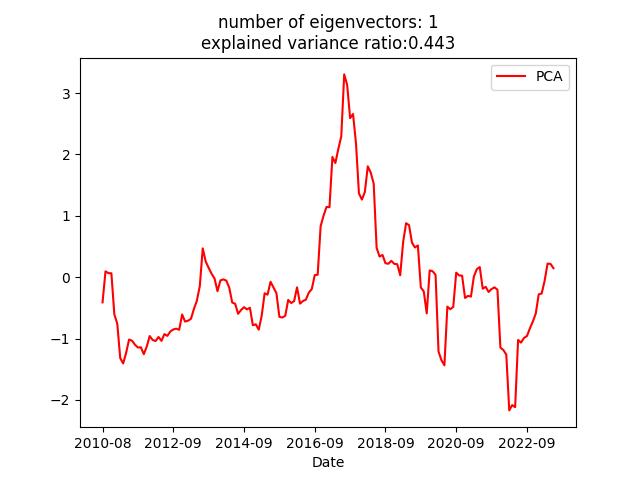 number of eigenvectors: 1
explained variance ratio:0.443
PCA
3
2
1
0
−1
−2
2010-08 2012-09 2014-09 2016-09 2018-09 2020-09 2022-09
Date